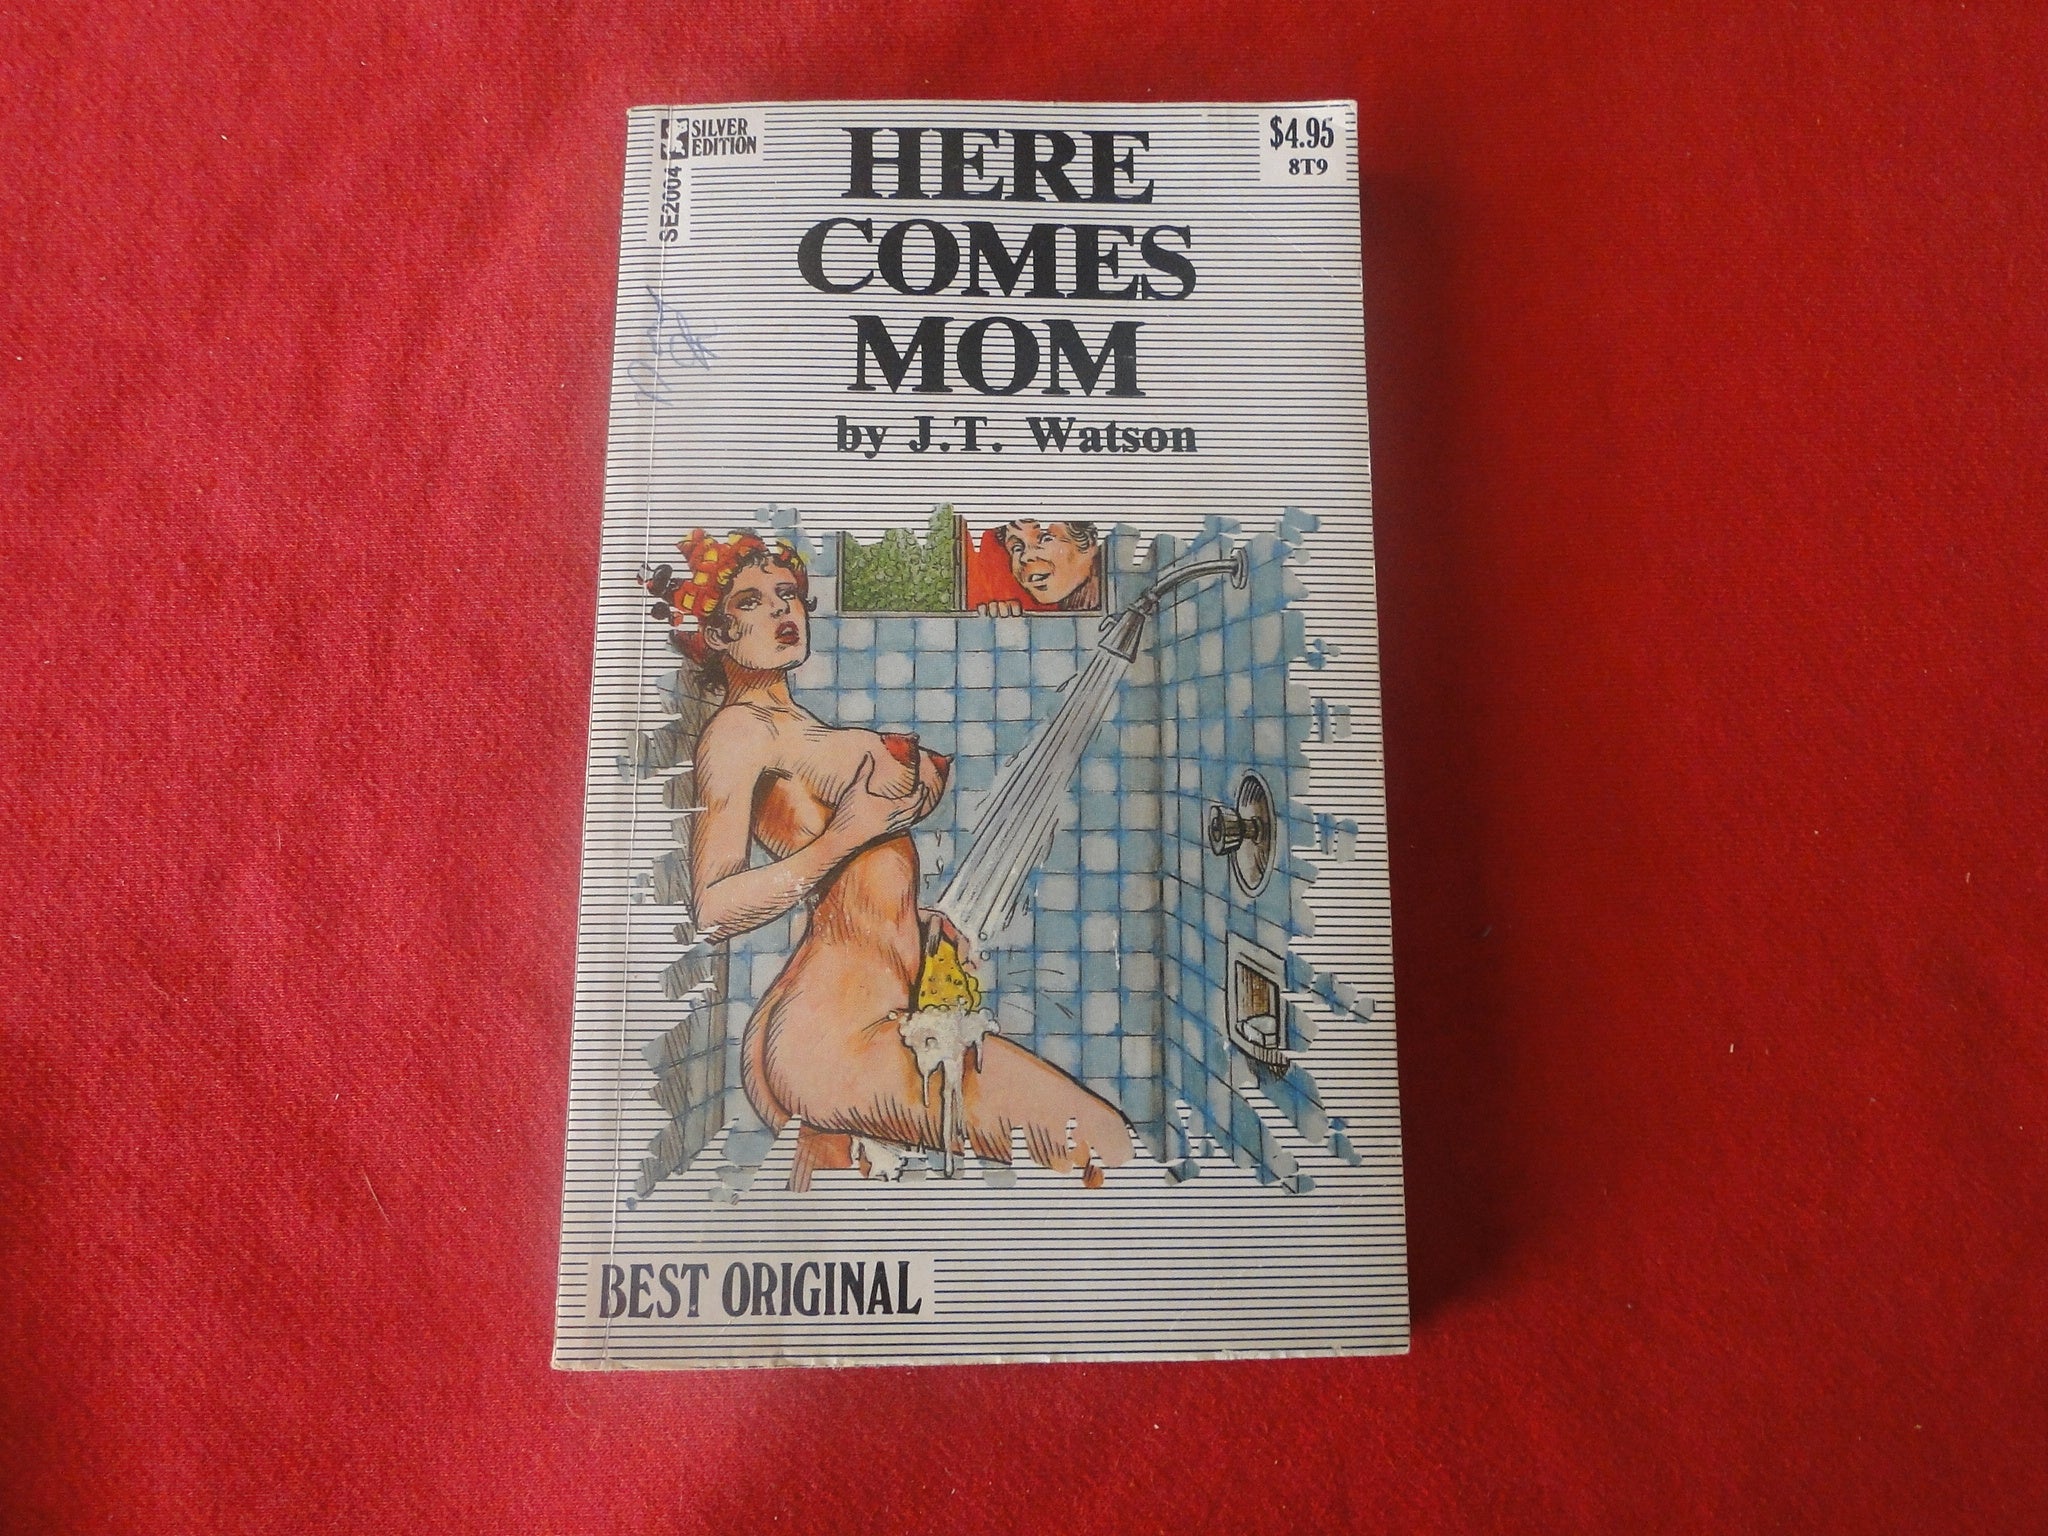 SILVER
EDITION
SE2004
$4.95
8T9
HERE
COMES
MOM
by J.T. Watson
BEST ORIGINAL